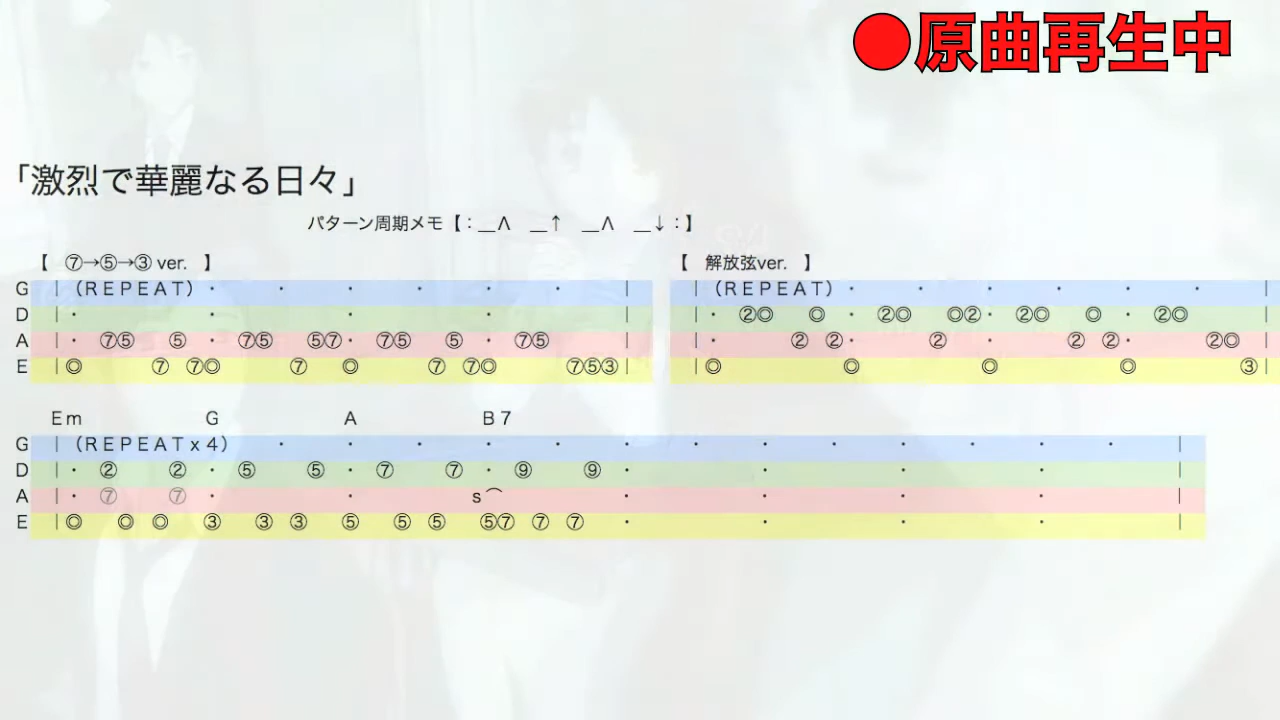 ●原曲再生中
「激烈で華麗なる日々」
パターン周期メモ【：＿Λ　＿↑　＿Λ　＿↓：】
【　⑦→⑤→③ ver.　】
G ｜（ＲＥＰＥＡＴ）・　・　・　・　・　・　｜
D ｜・　・　・　・　｜
A ｜・ ⑦⑤ ⑤ ・ ⑦⑤ ⑤⑦・ ⑦⑤ ⑤ ・ ⑦⑤ ｜
E ｜◎ ⑦ ⑦◎ ⑦ ◎ ⑦ ⑦◎ ⑦⑤③｜
【　解放弦ver.　】
｜（ＲＥＰＥＡＴ）・　・　・　・　・　・　｜
｜・ ②◎ ◎ ・ ②◎ ◎②・ ②◎ ◎ ・ ②◎ ｜
｜・ ② ②・ ② ・ ② ②・ ②◎ ｜
｜◎ ◎ ◎ ◎ ③｜
Ｅｍ Ｇ Ａ Ｂ７
G ｜（ＲＥＰＥＡＴｘ４）　・　・　・　・　・　・　・　・　・　・　・　・　・　｜
D ｜・ ② ② ・ ⑤ ⑤ ・ ⑦ ⑦ ・ ⑨ ⑨ ・　・　・　・　｜
A ｜・ ⑦ ⑦ ・　・ ｓ⌒ ・　・　・　・　｜
E ｜◎ ◎ ◎ ③ ③ ③ ⑤ ⑤ ⑤ ⑤⑦ ⑦ ⑦ ・　・　・　・　｜